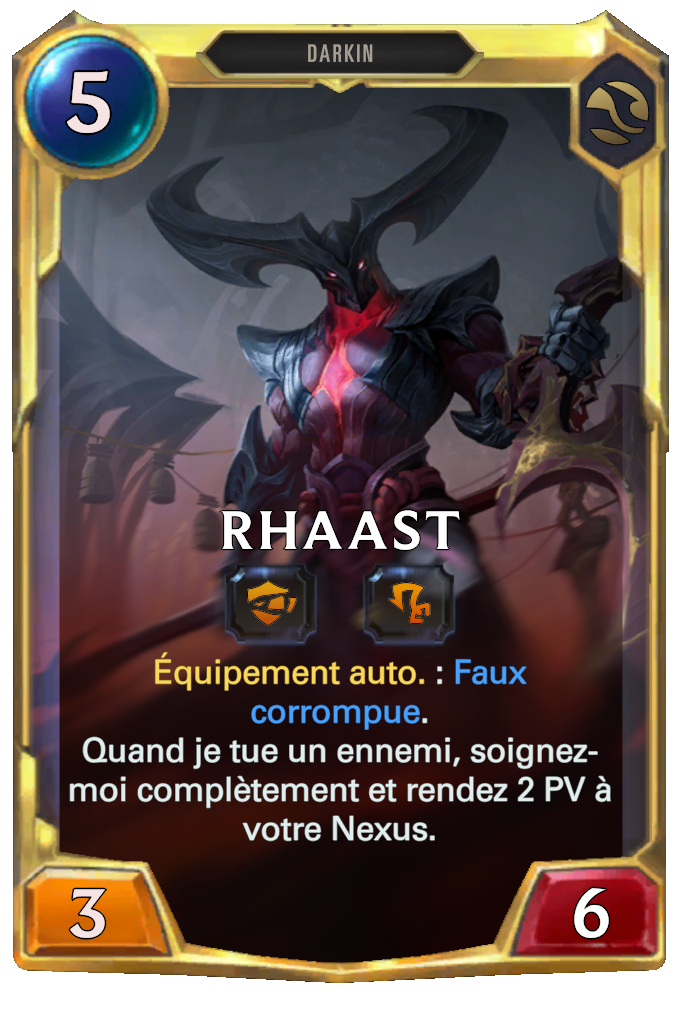 DARKIN
5
RHAAST
Équipement auto. : Faux
corrompue.
Quand je tue un ennemi, soignez-
moi complètement et rendez 2 PV à
votre Nexus.
3
6